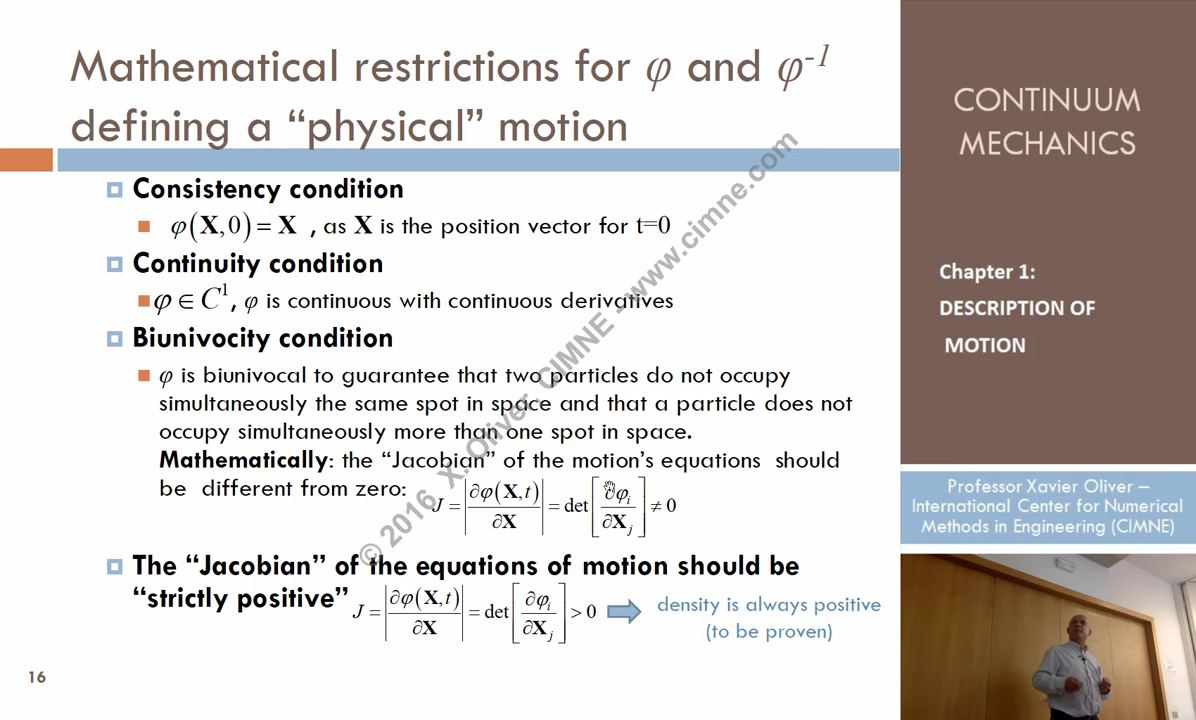 Mathematical restrictions for φ and φ⁻¹
defining a “physical” motion
Consistency condition
φ(X,0) = X , as X is the position vector for t=0
Continuity condition
φ ∈ C¹, φ is continuous with continuous derivatives
Biunivocity condition
φ is biunivocal to guarantee that two particles do not occupy
simultaneously the same spot in space and that a particle does not
occupy simultaneously more than one spot in space.
Mathematically: the “Jacobian” of the motion’s equations should
be different from zero: J = |∂φ(X,t)/∂X| = det[∂φᵢ/∂Xⱼ] ≠ 0
The “Jacobian” of the equations of motion should be
“strictly positive” J = |∂φ(X,t)/∂X| = det[∂φᵢ/∂Xⱼ] > 0
density is always positive
(to be proven)
16
© 2016 X. Oliver, CIMNE - www.cimne.com
CONTINUUM
MECHANICS
Chapter 1:
DESCRIPTION OF
MOTION
Professor Xavier Oliver –
International Center for Numerical
Methods in Engineering (CIMNE)